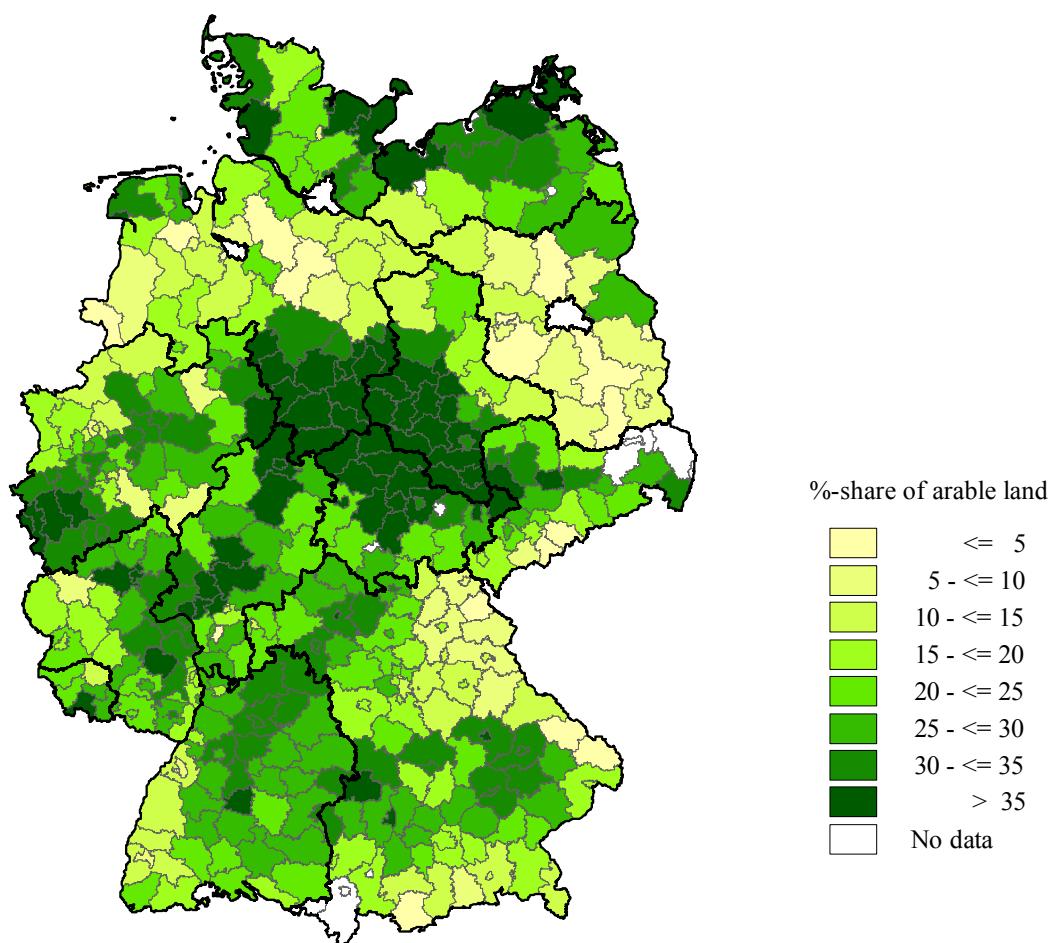 %-share of arable land
<= 5
5 - <= 10
10 - <= 15
15 - <= 20
20 - <= 25
25 - <= 30
30 - <= 35
> 35
No data